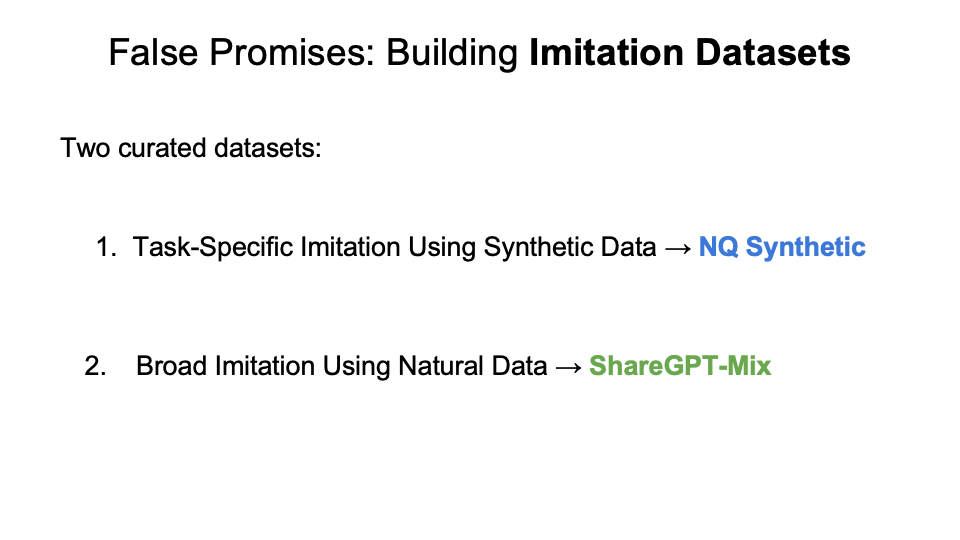 False Promises: Building Imitation Datasets
Two curated datasets:
1. Task-Specific Imitation Using Synthetic Data → NQ Synthetic
2. Broad Imitation Using Natural Data → ShareGPT-Mix